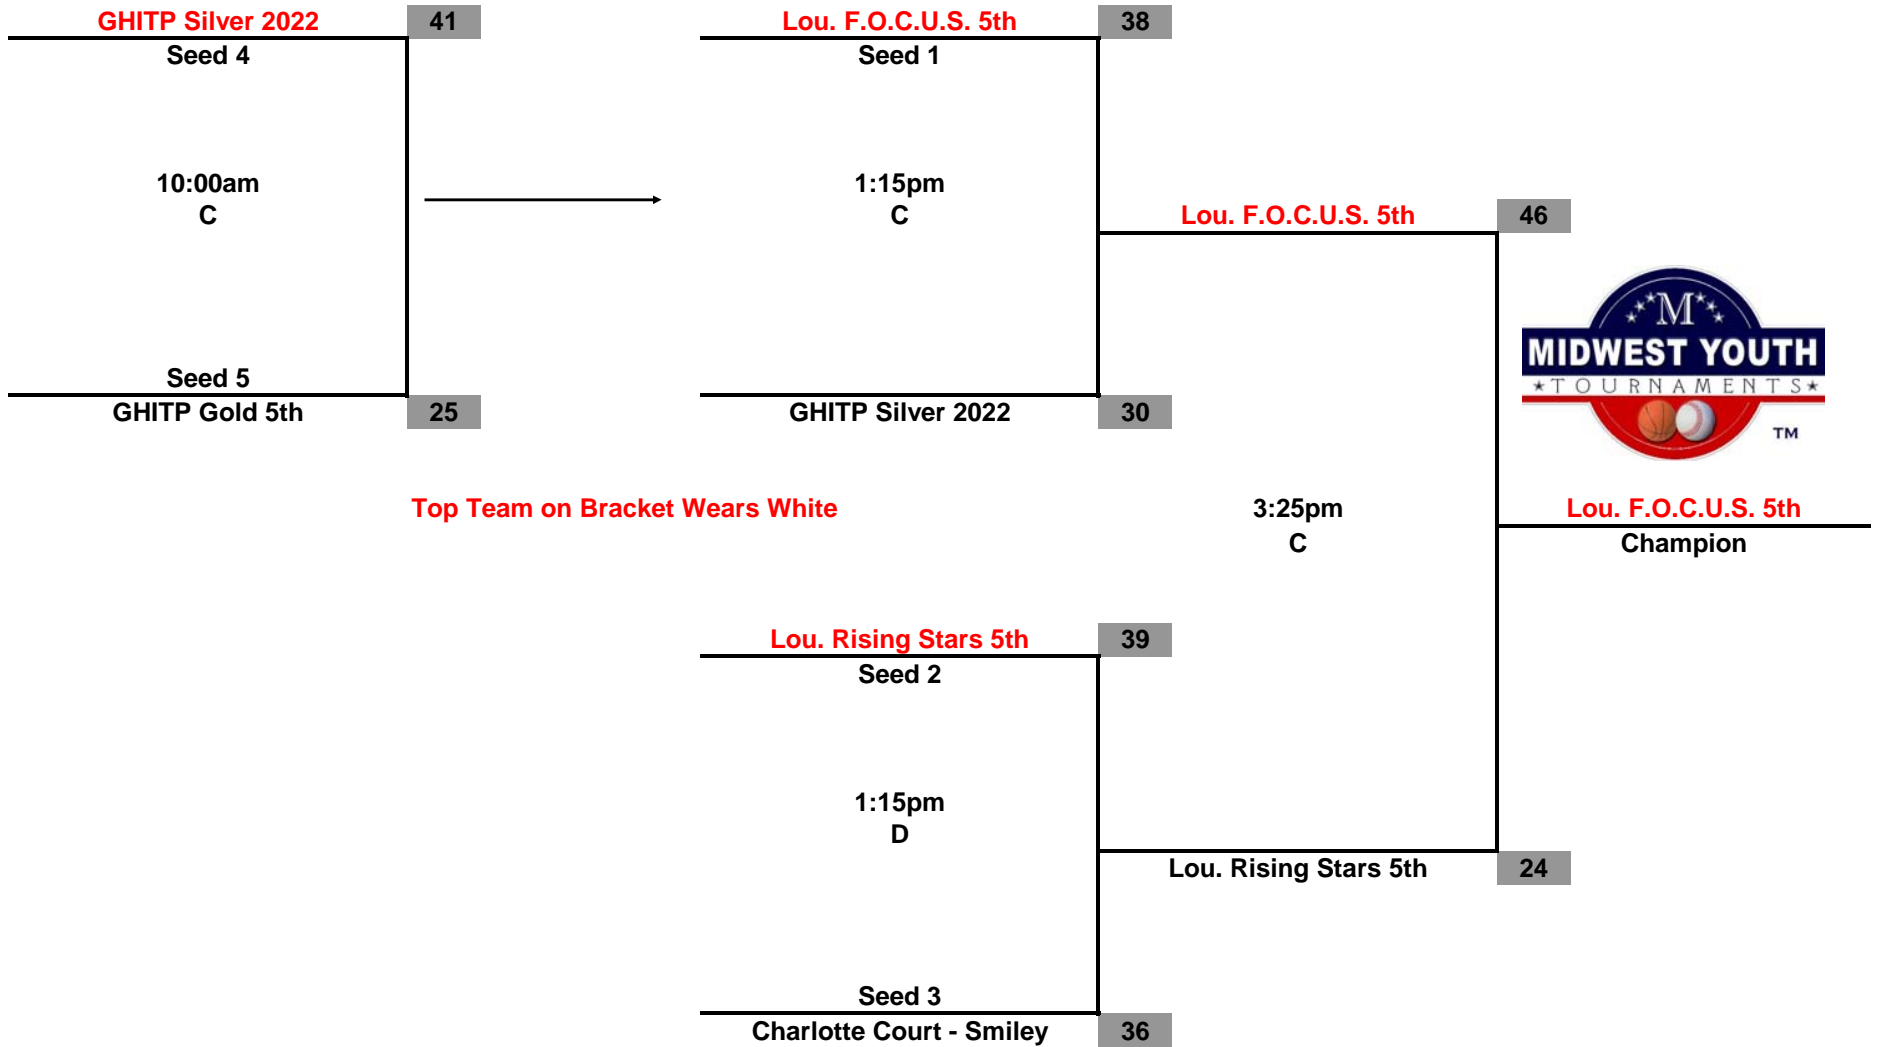 GHITP Silver 2022 41
Seed 4
10:00am
C
Seed 5
GHITP Gold 5th 25
Lou. F.O.C.U.S. 5th 38
Seed 1
1:15pm
C
GHITP Silver 2022 30
Top Team on Bracket Wears White
Lou. Rising Stars 5th 39
Seed 2
1:15pm
D
Seed 3
Charlotte Court - Smiley 36
Lou. F.O.C.U.S. 5th 46
3:25pm
C
Lou. Rising Stars 5th 24
M
MIDWEST YOUTH
TOURNAMENTS
TM
Lou. F.O.C.U.S. 5th
Champion